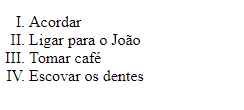 I. Acordar
II. Ligar para o João
III. Tomar café
IV. Escovar os dentes